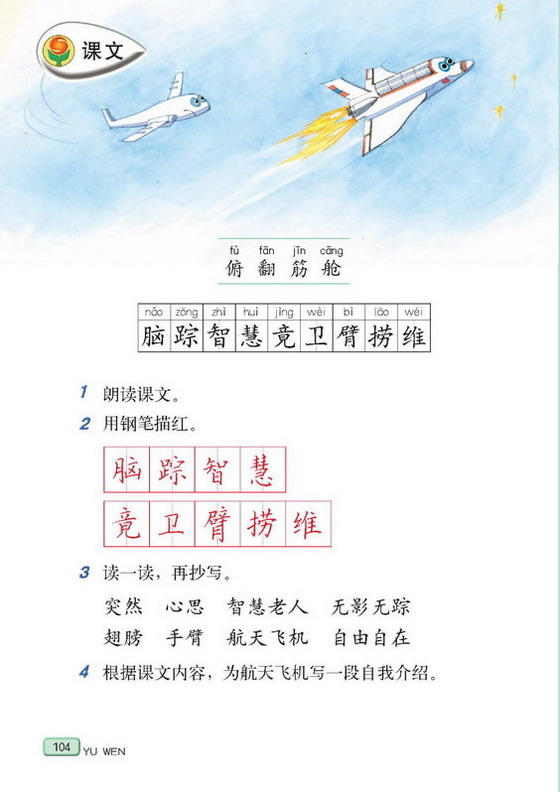 课文
fǔ fān jīn cāng
俯 翻 筋 舱
nǎo zōng zhì huì jìng wèi bì lāo wéi
脑 踪 智 慧 竟 卫 臂 捞 维
1 朗读课文。
2 用钢笔描红。
脑 踪 智 慧
竟 卫 臂 捞 维
3 读一读，再抄写。
突然 心思 智慧老人 无影无踪
翅膀 手臂 航天飞机 自由自在
4 根据课文内容，为航天飞机写一段自我介绍。
104 YU WEN